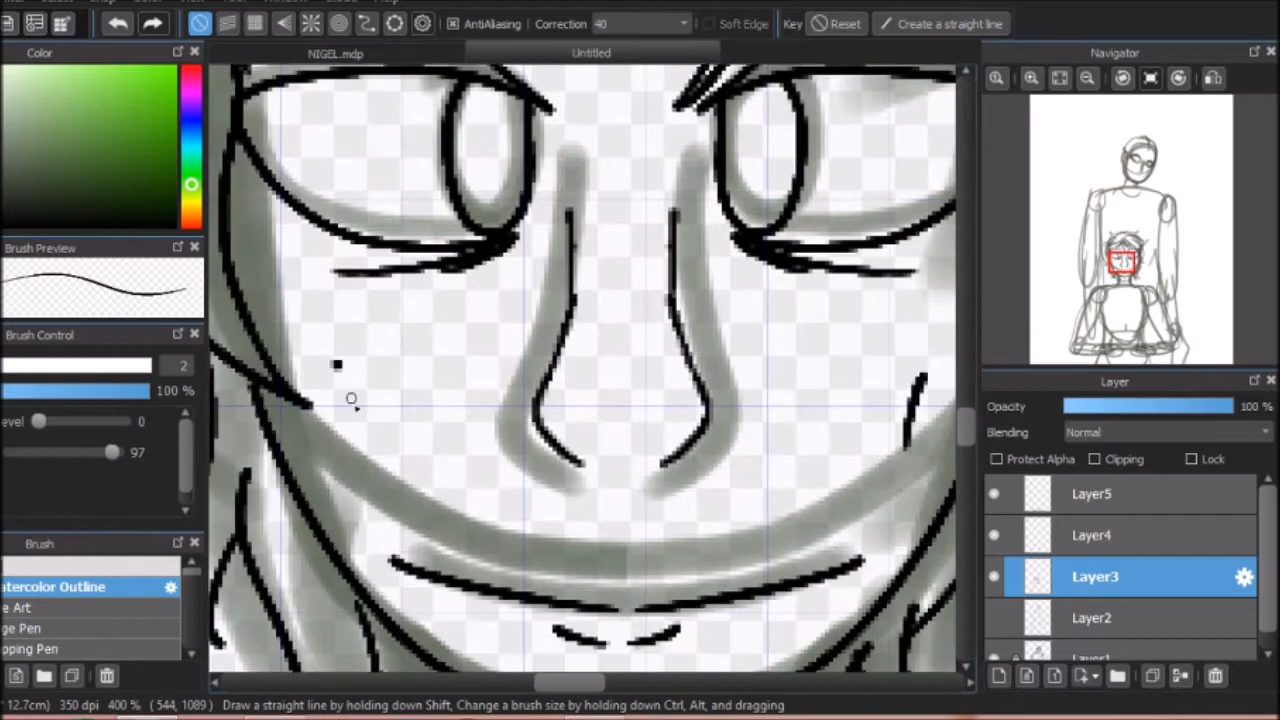 AntiAliasing
Correction
40
Soft Edge
Key
Reset
Create a straight line
Color
NIGEL.mdp
Untitled
Navigator
Brush Preview
Brush Control
2
100 %
evel
0
97
Brush
atercolor Outline
e Art
ge Pen
pping Pen
Layer
Opacity
100 %
Blending
Normal
Protect Alpha
Clipping
Lock
Layer5
Layer4
Layer3
Layer2
Layer1
12.7cm) 350 dpi 400 % ( 544, 1089 ) Draw a straight line by holding down Shift, Change a brush size by holding down Ctrl, Alt, and dragging